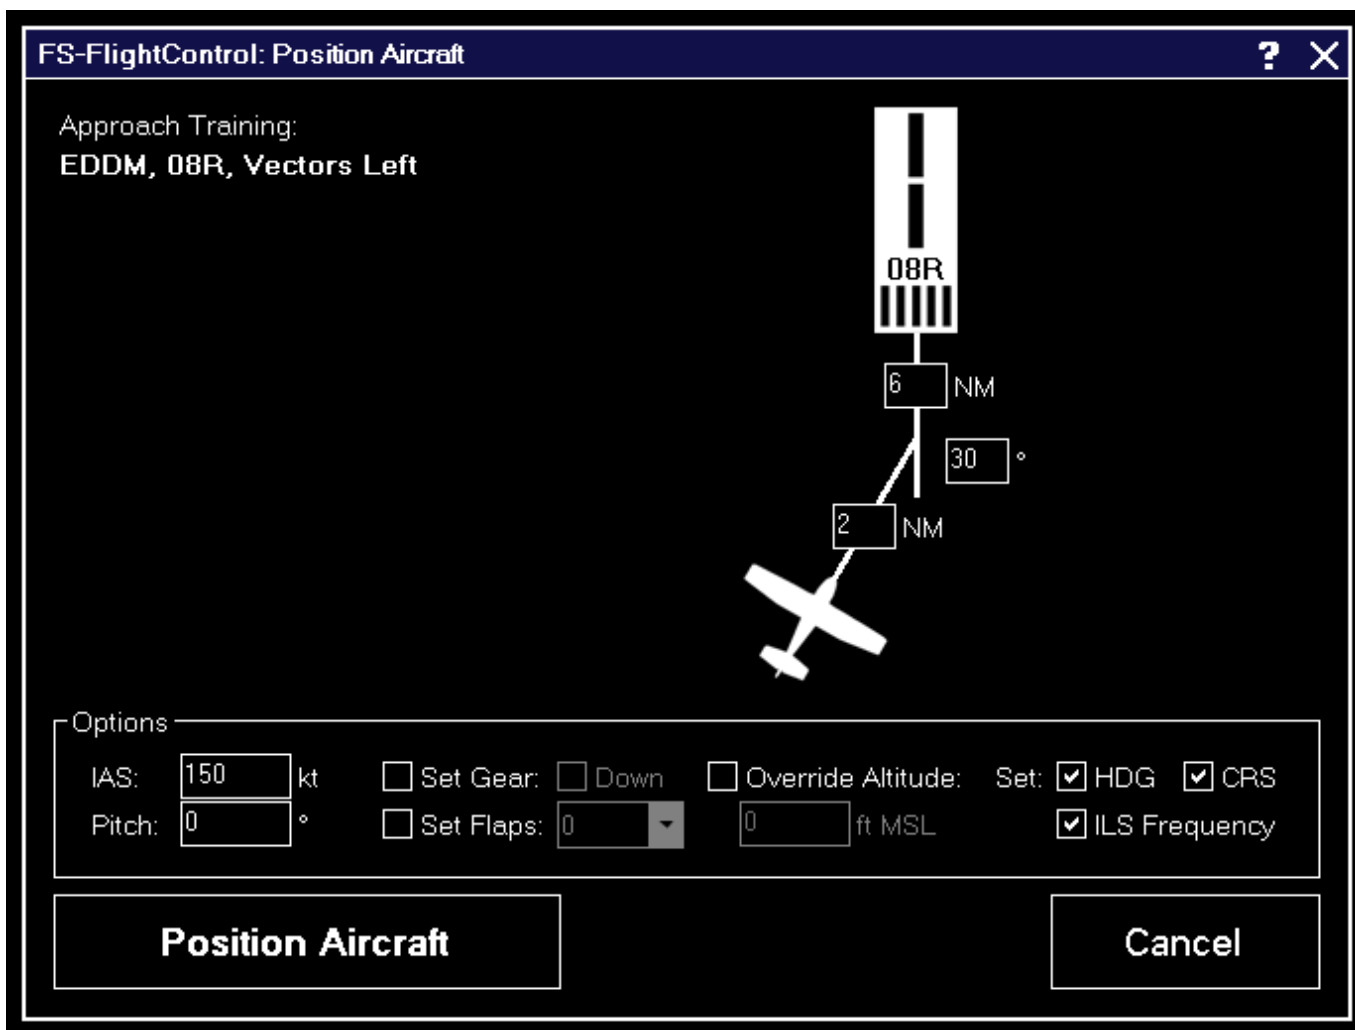 FS-FlightControl: Position Aircraft ? X
Approach Training:
EDDM, 08R, Vectors Left
08R
6 NM
30 °
2 NM
Options
IAS: 150 kt Set Gear: Down Override Altitude: Set: HDG CRS
Pitch: 0 ° Set Flaps: 0 0 ft MSL ILS Frequency
Position Aircraft Cancel